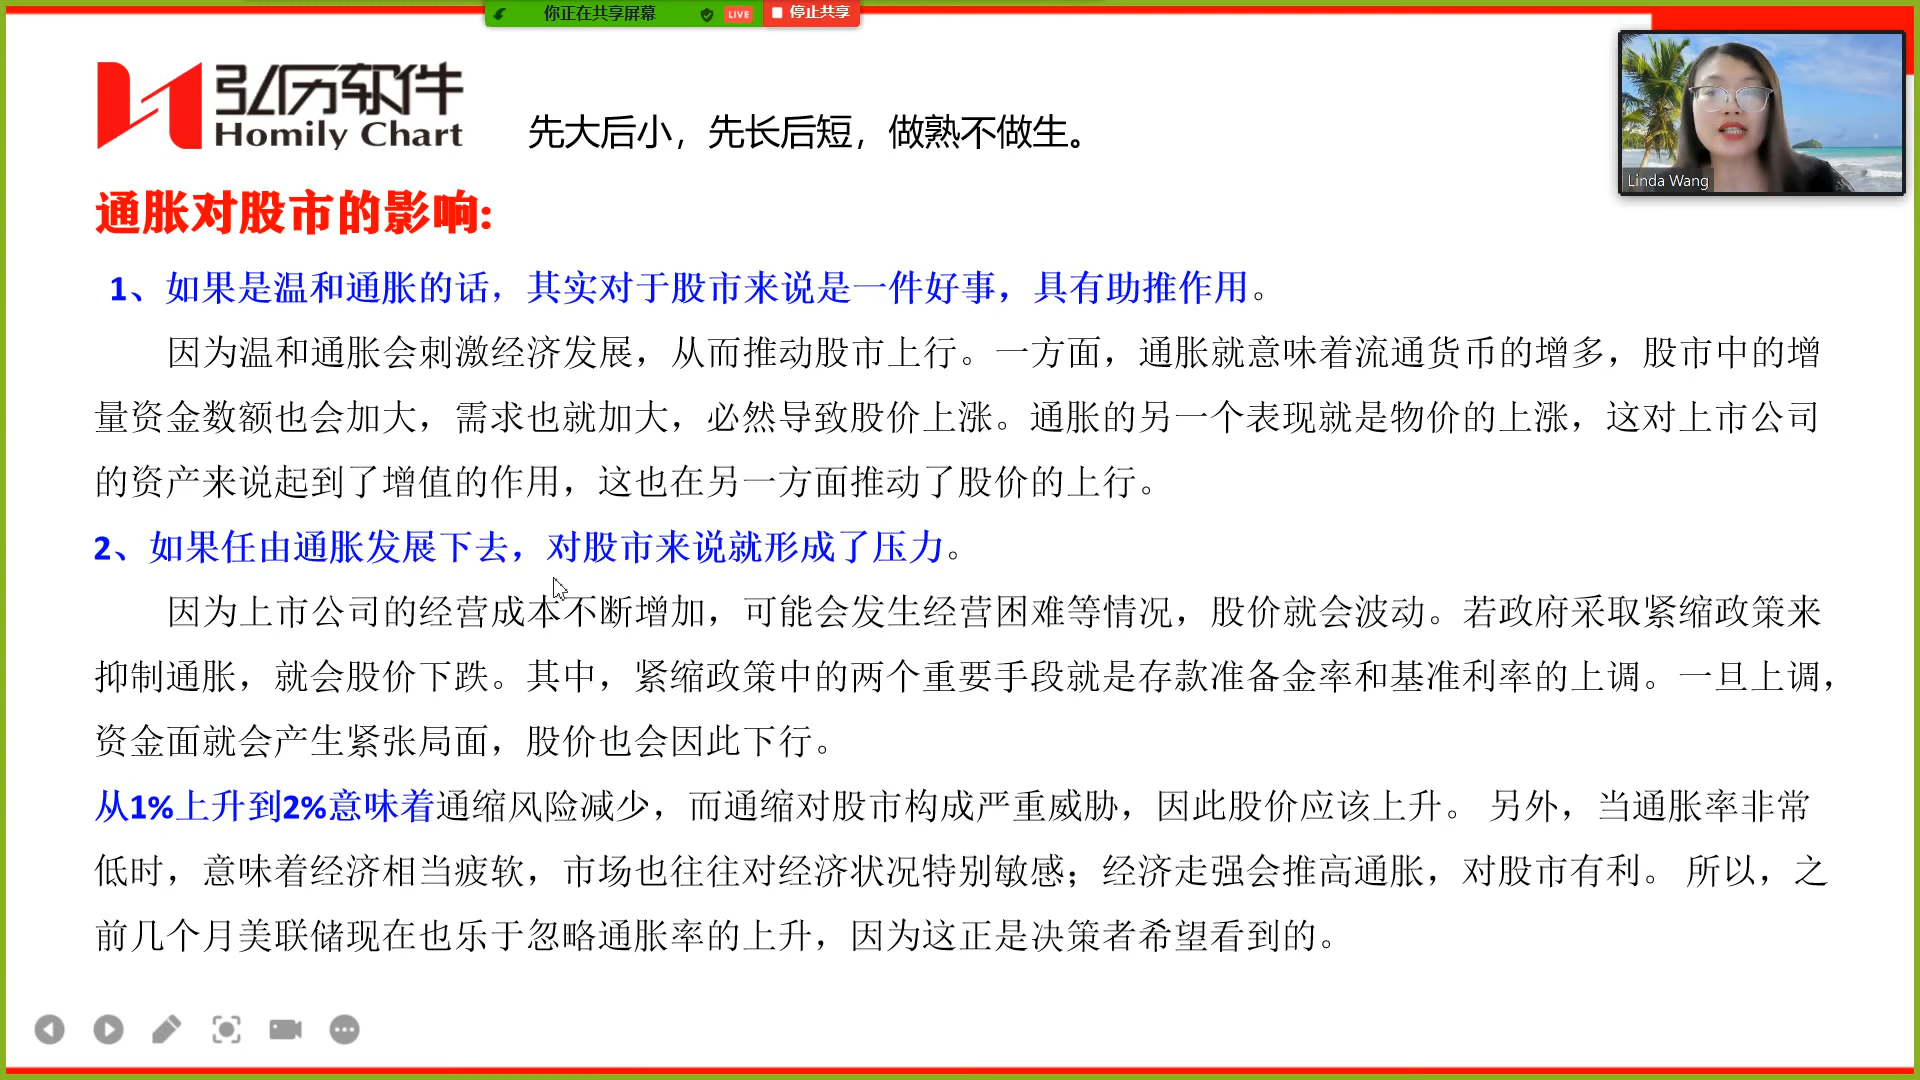 你正在共享屏幕
LIVE
停止共享
弘历软件
Homily Chart
先大后小，先长后短，做熟不做生。
Linda Wang
通胀对股市的影响:
1、如果是温和通胀的话，其实对于股市来说是一件好事，具有助推作用。
因为温和通胀会刺激经济发展，从而推动股市上行。一方面，通胀就意味着流通货币的增多，股市中的增
量资金数额也会加大，需求也就加大，必然导致股价上涨。通胀的另一个表现就是物价的上涨，这对上市公司
的资产来说起到了增值的作用，这也在另一方面推动了股价的上行。
2、如果任由通胀发展下去，对股市来说就形成了压力。
因为上市公司的经营成本不断增加，可能会发生经营困难等情况，股价就会波动。若政府采取紧缩政策来
抑制通胀，就会股价下跌。其中，紧缩政策中的两个重要手段就是存款准备金率和基准利率的上调。一旦上调，
资金面就会产生紧张局面，股价也会因此下行。
从1%上升到2%意味着通缩风险减少，而通缩对股市构成严重威胁，因此股价应该上升。 另外，当通胀率非常
低时，意味着经济相当疲软，市场也往往对经济状况特别敏感；经济走强会推高通胀，对股市有利。 所以，之
前几个月美联储现在也乐于忽略通胀率的上升，因为这正是决策者希望看到的。